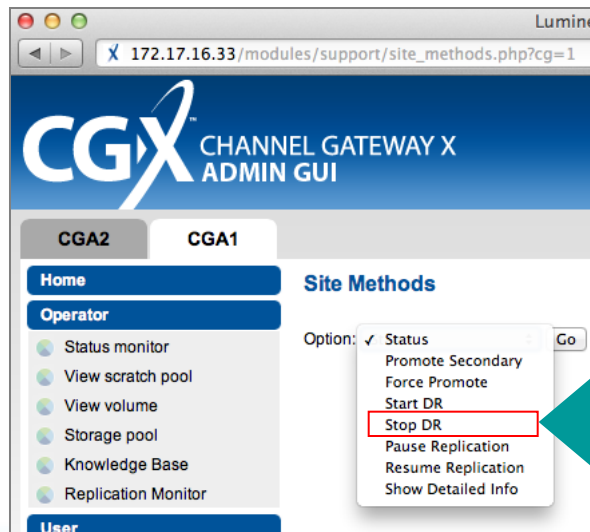 Lumine
172.17.16.33/modules/support/site_methods.php?cg=1
CGX™ CHANNEL GATEWAY X
ADMIN GUI
CGA2 CGA1
Home
Operator
Status monitor
View scratch pool
View volume
Storage pool
Knowledge Base
Replication Monitor
User
Site Methods
Option: ✓ Status Go
Promote Secondary
Force Promote
Start DR
Stop DR
Pause Replication
Resume Replication
Show Detailed Info